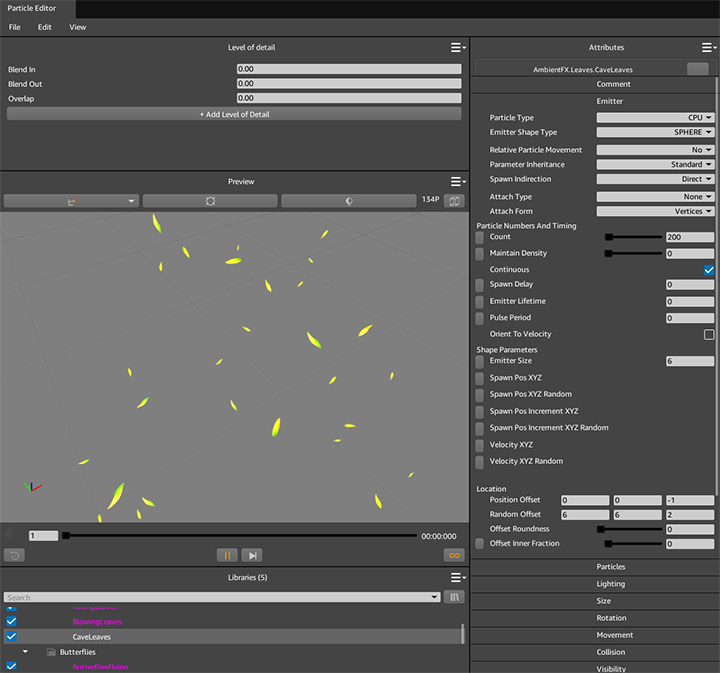 Particle Editor
File Edit View
Level of detail
Blend In 0.00
Blend Out 0.00
Overlap 0.00
+ Add Level of Detail
Preview
134P
1 00:00:000
Libraries (5)
Search
BlowingLeaves
CaveLeaves
Butterflies
ButterfliesFlying
Attributes
AmbientFX.Leaves.CaveLeaves
Comment
Emitter
Particle Type CPU
Emitter Shape Type SPHERE
Relative Particle Movement No
Parameter Inheritance Standard
Spawn Indirection Direct
Attach Type None
Attach Form Vertices
Particle Numbers And Timing
Count 200
Maintain Density 0
Continuous
Spawn Delay 0
Emitter Lifetime 0
Pulse Period 0
Orient To Velocity
Shape Parameters
Emitter Size 6
Spawn Pos XYZ
Spawn Pos XYZ Random
Spawn Pos Increment XYZ
Spawn Pos Increment XYZ Random
Velocity XYZ
Velocity XYZ Random
Location
Position Offset 0 0 -1
Random Offset 6 6 2
Offset Roundness 0
Offset Inner Fraction 0
Particles
Lighting
Size
Rotation
Movement
Collision
Visibility